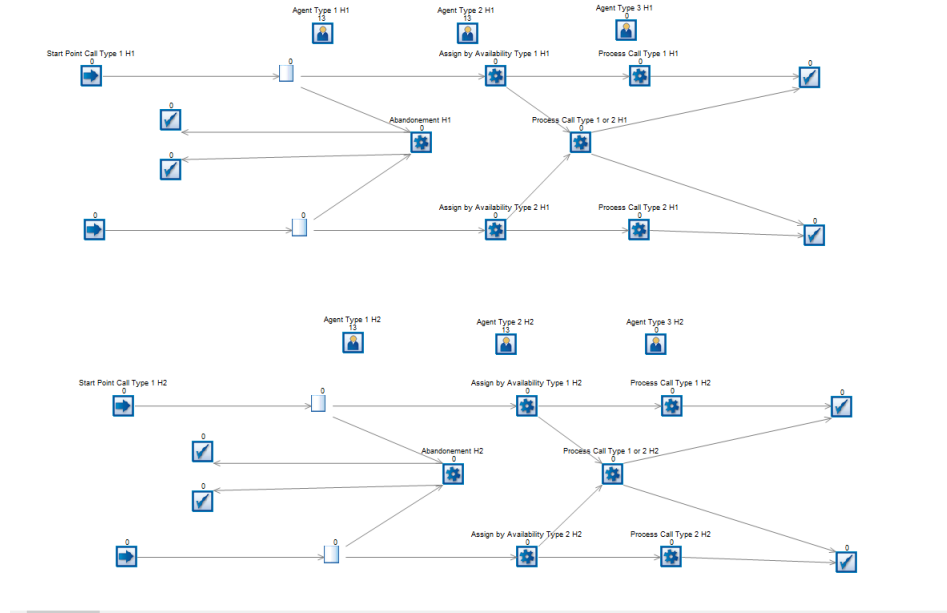 Agent Type 1 H1
13
Agent Type 2 H1
13
Agent Type 3 H1
0
Start Point Call Type 1 H1
0
0
Assign by Availability Type 1 H1
0
Process Call Type 1 H1
0
0
0
Abandonement H1
0
Process Call Type 1 or 2 H1
0
0
0
0
Assign by Availability Type 2 H1
0
Process Call Type 2 H1
0
0
Agent Type 1 H2
13
Agent Type 2 H2
13
Agent Type 3 H2
0
Start Point Call Type 1 H2
0
0
Assign by Availability Type 1 H2
0
Process Call Type 1 H2
0
0
0
Abandonement H2
0
Process Call Type 1 or 2 H2
0
0
0
0
Assign by Availability Type 2 H2
0
Process Call Type 2 H2
0
0